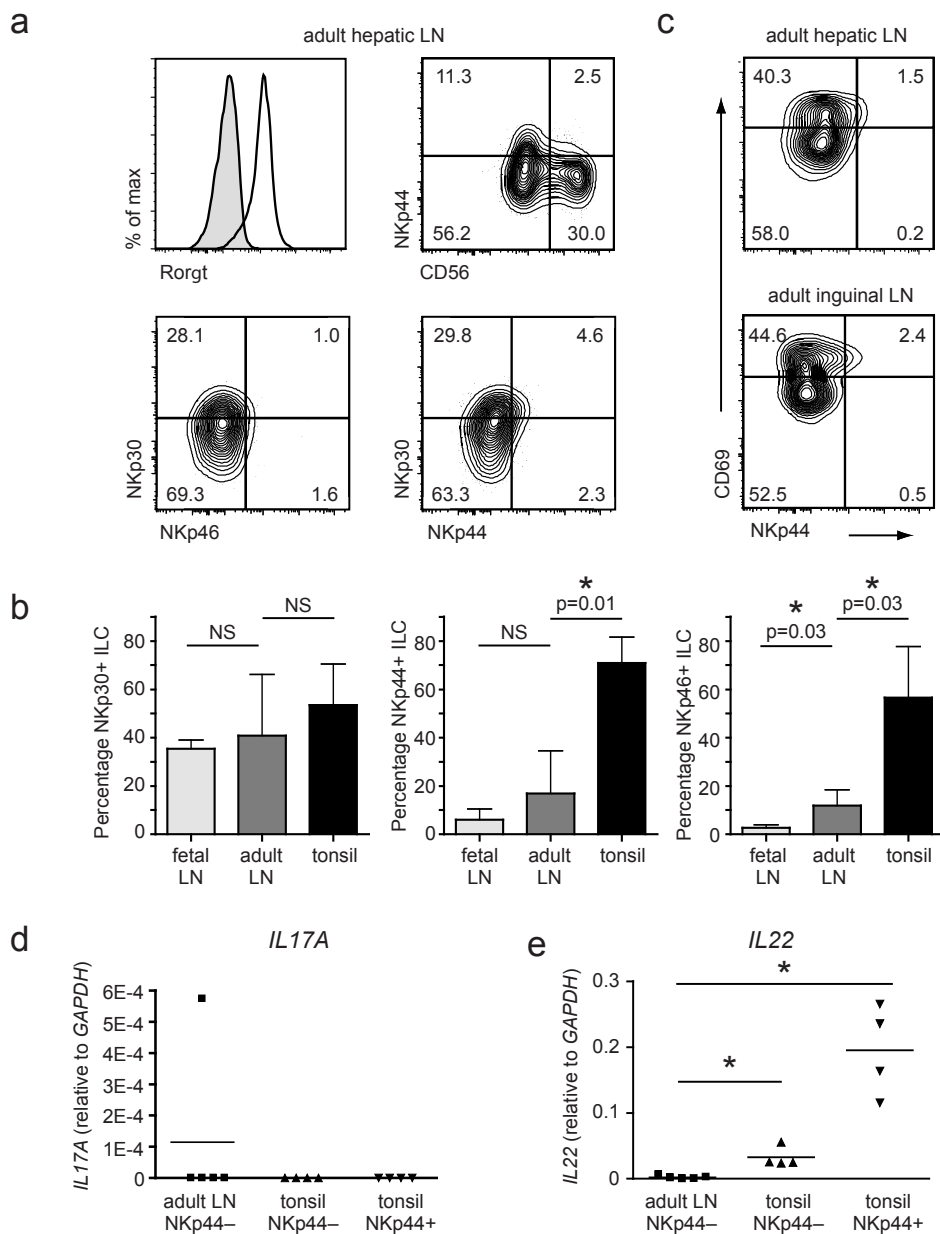 a
c
adult hepatic LN
adult hepatic LN
% of max
Rorgt
11.3
2.5
56.2
30.0
NKp44
CD56
40.3
1.5
58.0
0.2
28.1
1.0
69.3
1.6
NKp30
NKp46
29.8
4.6
63.3
2.3
NKp30
NKp44
adult inguinal LN
44.6
2.4
52.5
0.5
CD69
NKp44
b
Percentage NKp30+ ILC
80
60
40
20
0
NS
NS
fetal LN
adult LN
tonsil
Percentage NKp44+ ILC
80
60
40
20
0
NS
*
p=0.01
fetal LN
adult LN
tonsil
Percentage NKp46+ ILC
80
60
40
20
0
*
p=0.03
*
p=0.03
fetal LN
adult LN
tonsil
d
IL17A
IL17A (relative to GAPDH)
6E-4
5E-4
4E-4
3E-4
2E-4
1E-4
0
adult LN NKp44–
tonsil NKp44–
tonsil NKp44+
e
IL22
IL22 (relative to GAPDH)
0.3
0.2
0.1
0
*
*
adult LN NKp44–
tonsil NKp44–
tonsil NKp44+